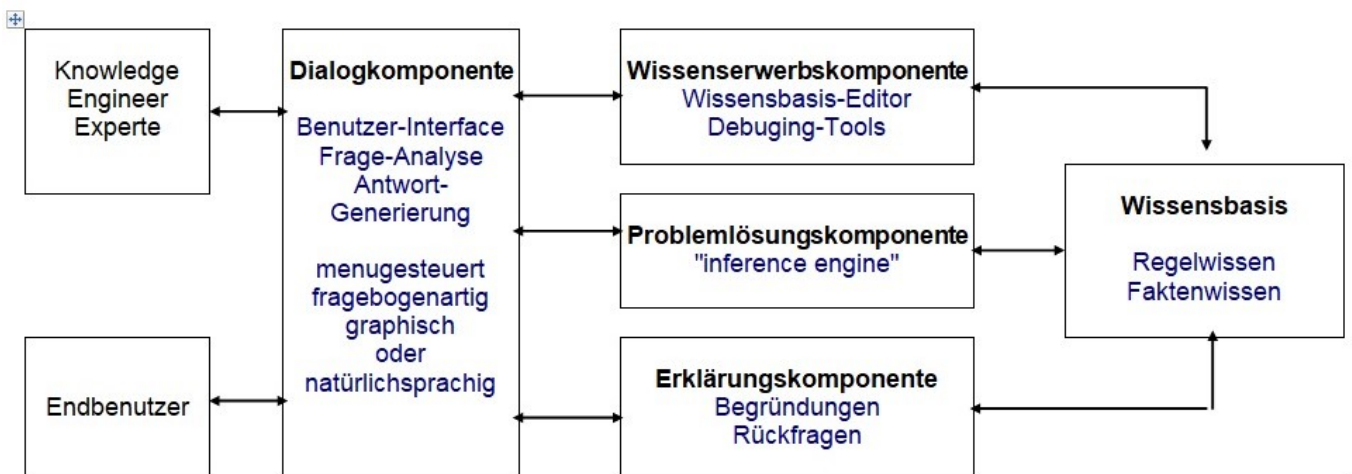 Knowledge
Engineer
Experte
Endbenutzer
Dialogkomponente
Benutzer-Interface
Frage-Analyse
Antwort-
Generierung
menugesteuert
fragebogenartig
graphisch
oder
natürlichsprachig
Wissenserwerbskomponente
Wissensbasis-Editor
Debuging-Tools
Problemlösungskomponente
"inference engine"
Erklärungskomponente
Begründungen
Rückfragen
Wissensbasis
Regelwissen
Faktenwissen